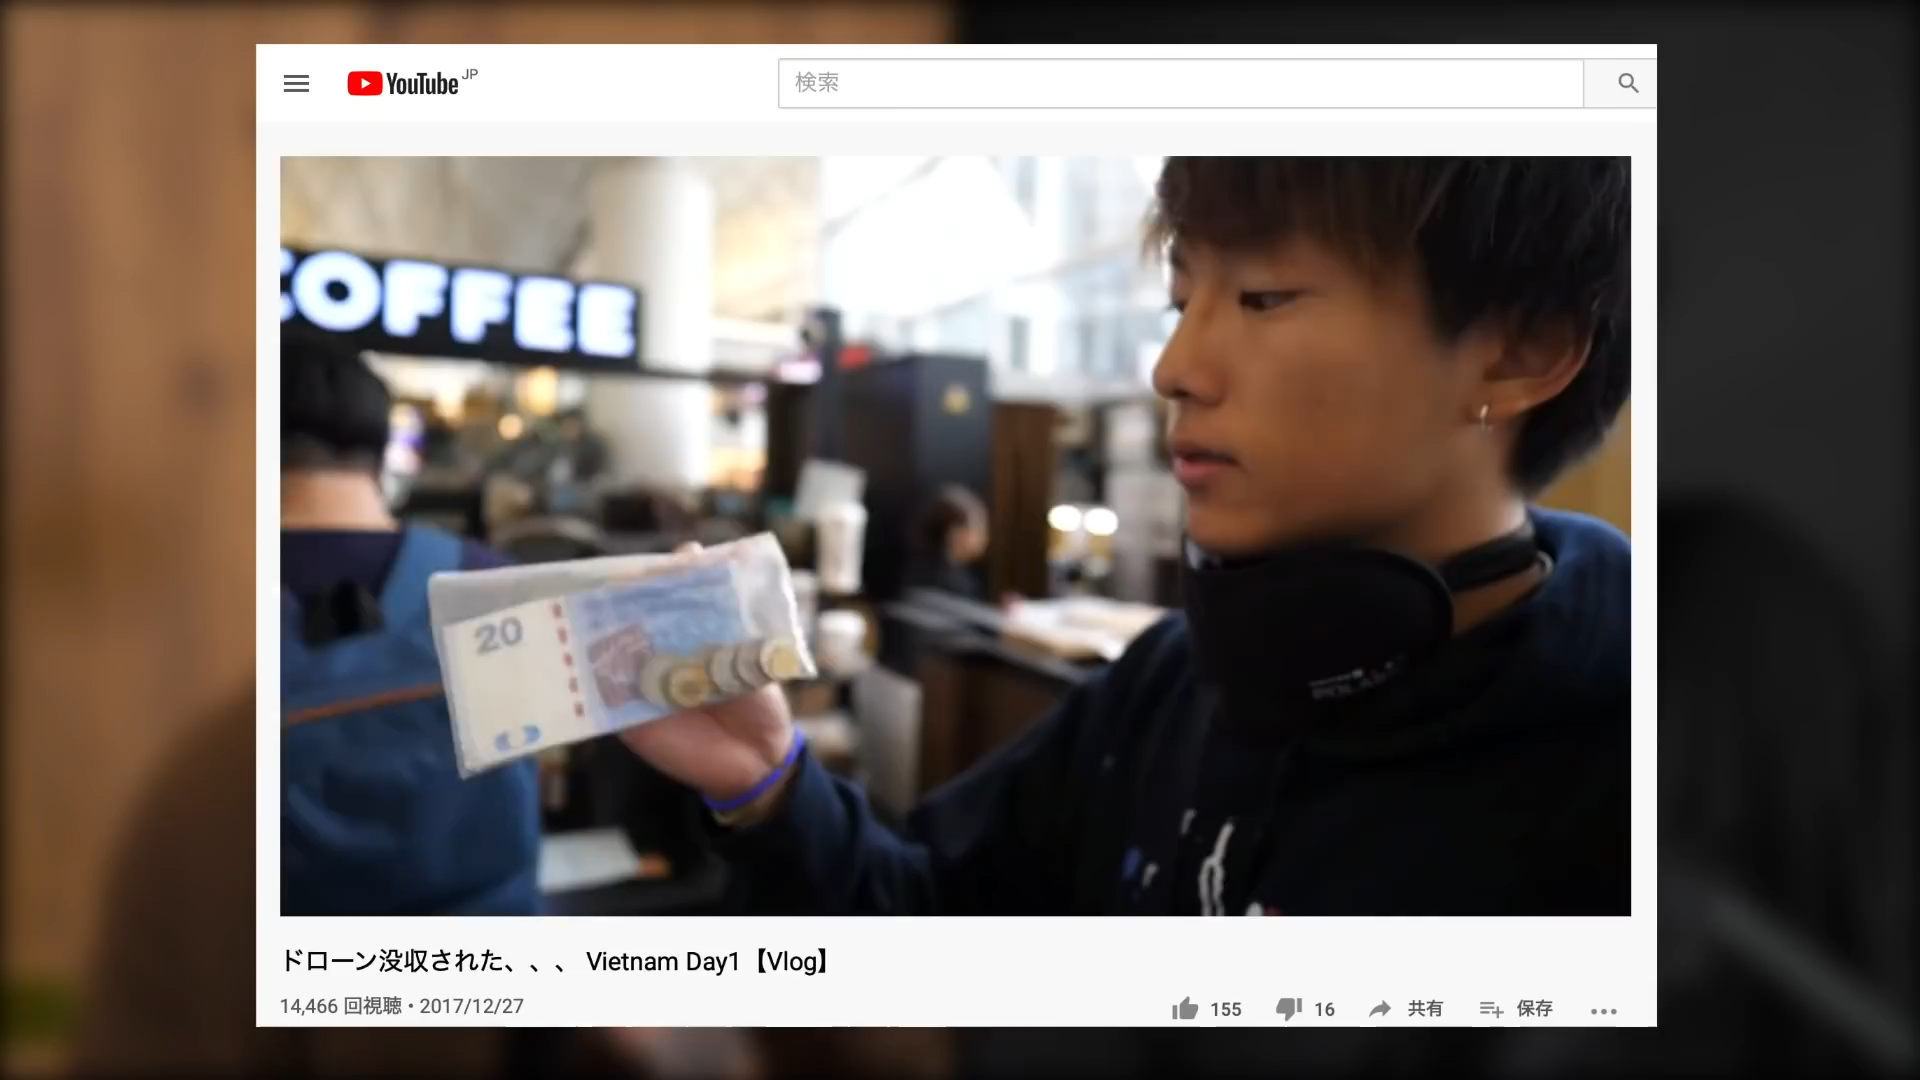 YouTube JP
検索
COFFEE
20
ドローン没収された、、、 Vietnam Day1【Vlog】
14,466 回視聴・2017/12/27
155
16
共有
保存